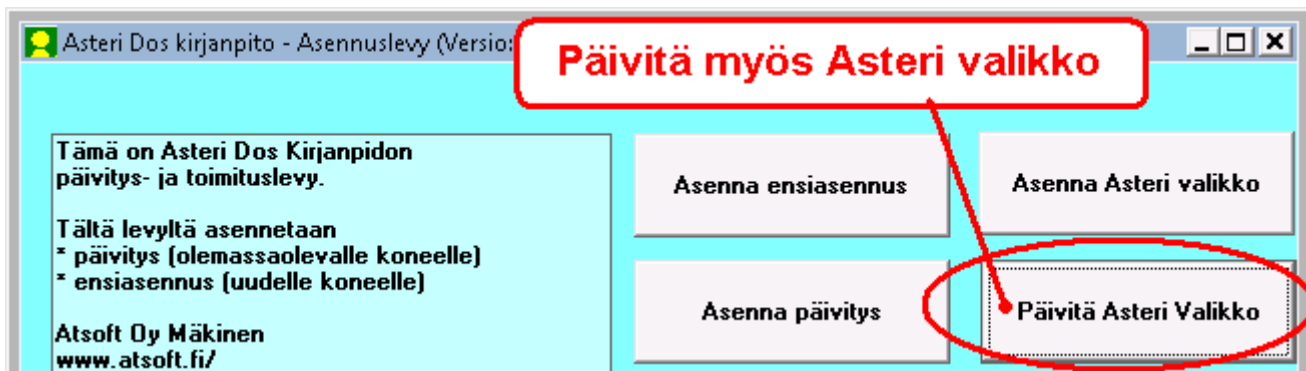 Asteri Dos kirjanpito - Asennuslevy (Versio:
Päivitä myös Asteri valikko
Tämä on Asteri Dos Kirjanpidon
päivitys- ja toimituslevy.
Tältä levyltä asennetaan
* päivitys (olemassaolevalle koneelle)
* ensiasennus (uudelle koneelle)
Atsoft Oy Mäkinen
www.atsoft.fi/
Asenna ensiasennus
Asenna Asteri valikko
Asenna päivitys
Päivitä Asteri Valikko